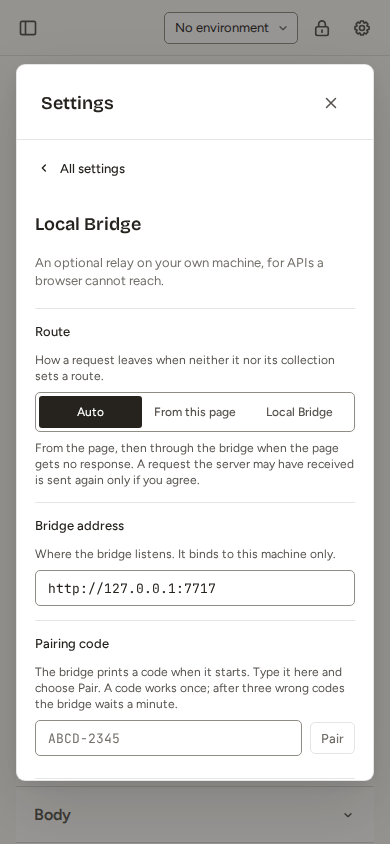 No environment
Settings
All settings
Local Bridge
An optional relay on your own machine, for APIs a
browser cannot reach.
Route
How a request leaves when neither it nor its collection
sets a route.
Auto
From this page
Local Bridge
From the page, then through the bridge when the page
gets no response. A request the server may have received
is sent again only if you agree.
Bridge address
Where the bridge listens. It binds to this machine only.
http://127.0.0.1:7717
Pairing code
The bridge prints a code when it starts. Type it here and
choose Pair. A code works once; after three wrong codes
the bridge waits a minute.
ABCD-2345
Pair
Body